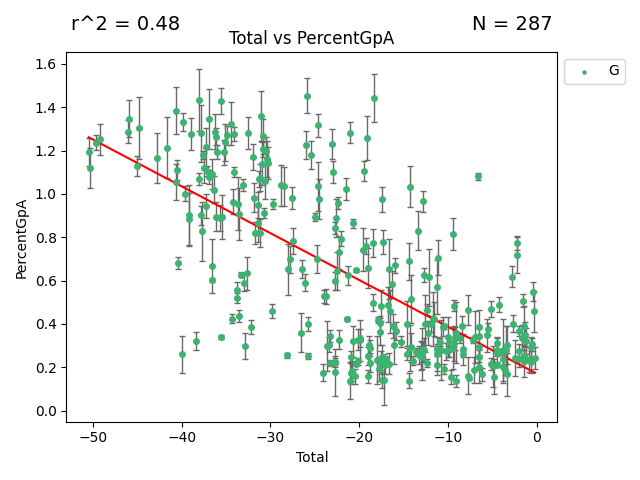 r^2 = 0.48
N = 287
Total vs PercentGpA
G
PercentGpA
1.6
1.4
1.2
1.0
0.8
0.6
0.4
0.2
0.0
−50
−40
−30
−20
−10
0
Total